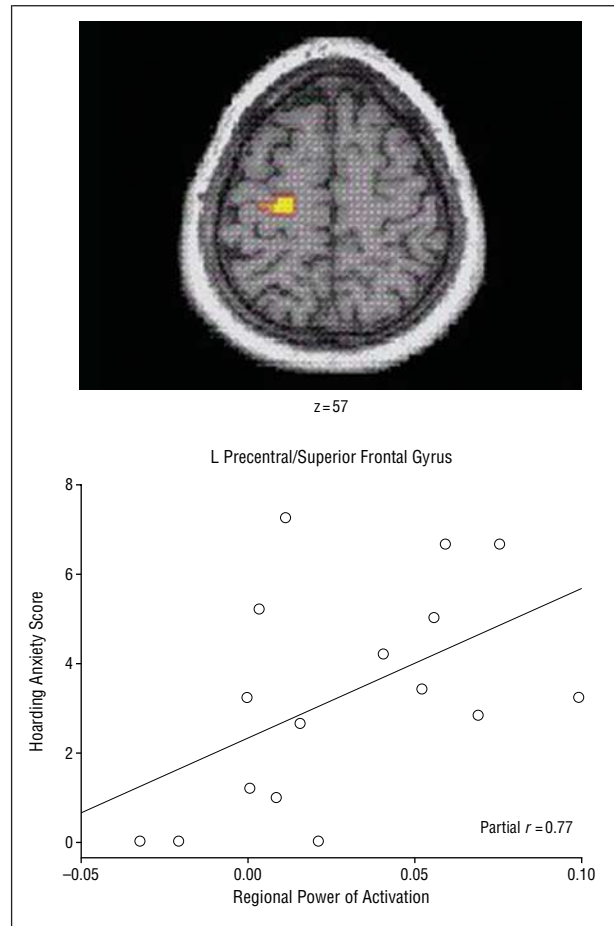 z=57
L Precentral/Superior Frontal Gyrus
8
6
4
2
0
Hoarding Anxiety Score
Partial r=0.77
–0.05 0.00 0.05 0.10
Regional Power of Activation